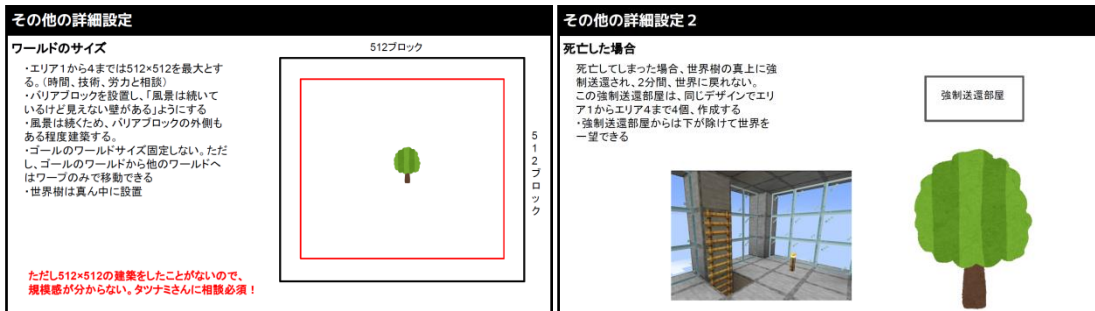 その他の詳細設定
ワールドのサイズ
・エリア1から4までは512×512を最大とす
る。(時間、技術、労力と相談)
・バリアブロックを設置し、「風景は続いて
いるけど見えない壁がある」ようにする
・風景は続くため、バリアブロックの外側も
ある程度建築する。
・ゴールのワールドサイズ固定しない。ただ
し、ゴールのワールドから他のワールドへ
はワープのみで移動できる
・世界樹は真ん中に設置
512ブロック
512ブロック
ただし512×512の建築をしたことがないので、
規模感が分からない。タツナミさんに相談必須!
その他の詳細設定2
死亡した場合
死亡してしまった場合、世界樹の真上に強
制送還され、2分間、世界に戻れない。
この強制送還部屋は、同じデザインでエリ
ア1からエリア4まで4個、作成する
・強制送還部屋からは下が除けて世界を
一望できる
強制送還部屋